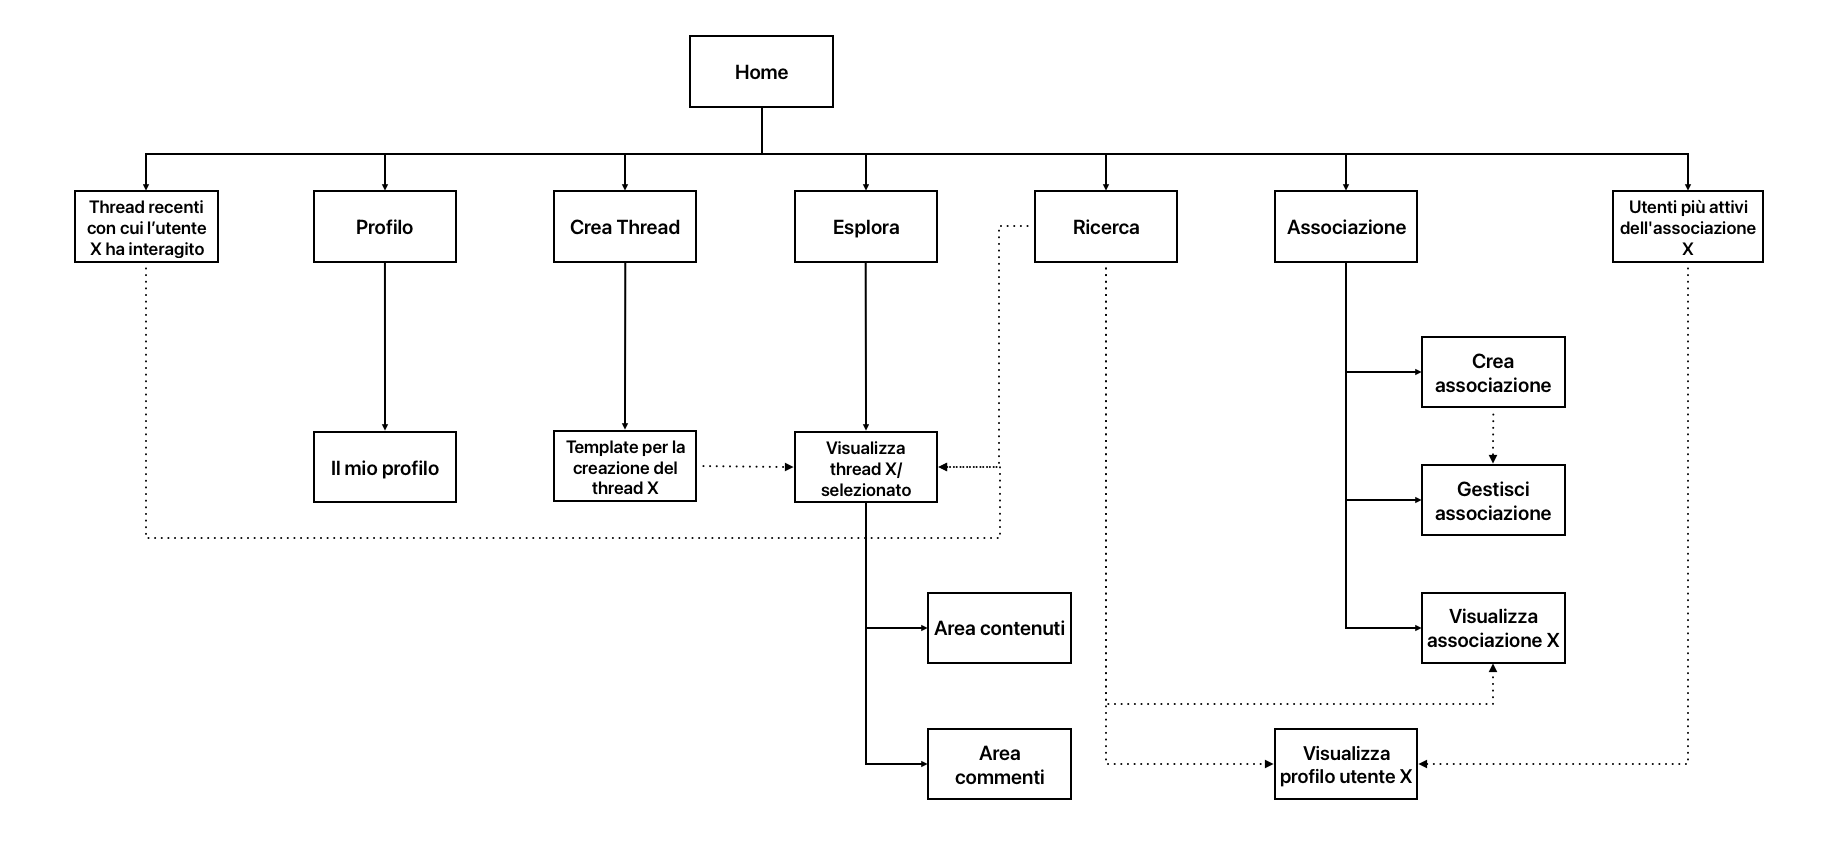 Home
Thread recenti
con cui l’utente
X ha interagito
Profilo
Crea Thread
Esplora
Ricerca
Associazione
Utenti più attivi
dell'associazione
X
Crea
associazione
Il mio profilo
Template per la
creazione del
thread X
Visualizza
thread X/
selezionato
Gestisci
associazione
Area contenuti
Visualizza
associazione X
Area
commenti
Visualizza
profilo utente X